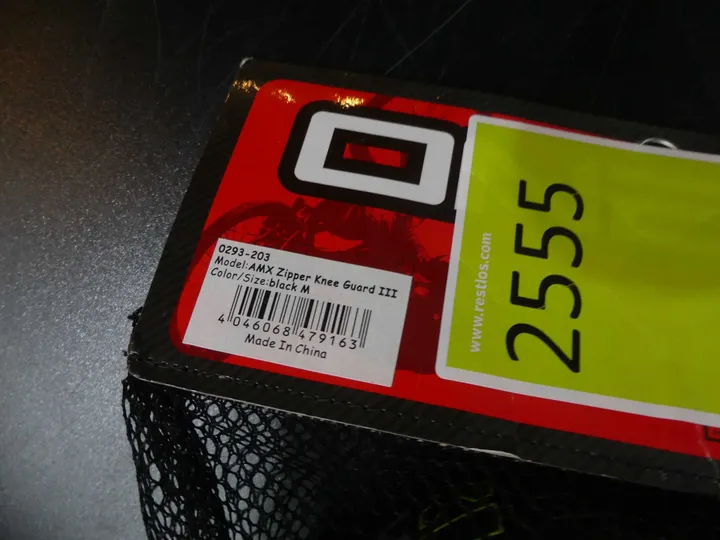 0293-203
Model:AMX Zipper Knee Guard III
Color/Size:black M
4 046068 479163
Made In China
www.restlos.com
2555